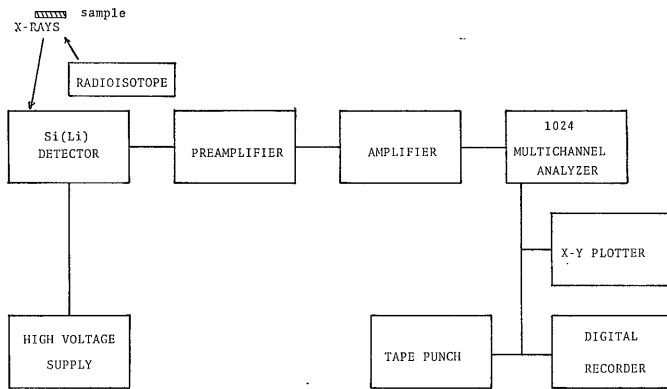 sample
X-RAYS
RADIOISOTOPE
Si(Li)
DETECTOR
PREAMPLIFIER
AMPLIFIER
1024
MULTICHANNEL
ANALYZER
X-Y PLOTTER
HIGH VOLTAGE
SUPPLY
TAPE PUNCH
DIGITAL
RECORDER